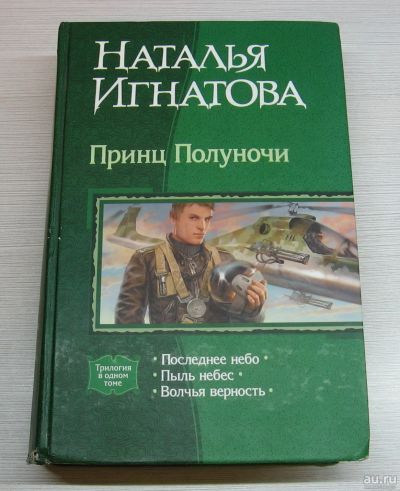 НАТАЛЬЯ
ИГНАТОВА
Принц Полуночи
Трилогия
в одном
томе
• Последнее небо •
• Пыль небес •
• Волчья верность •
au.ru